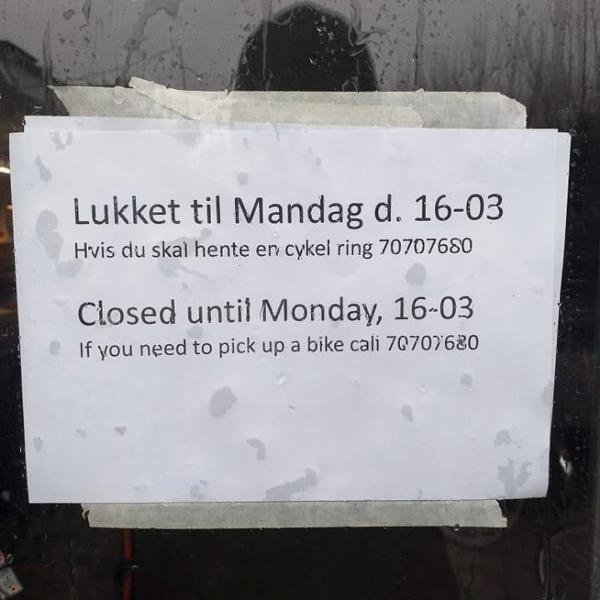 Lukket til Mandag d. 16-03
Hvis du skal hente en cykel ring 70707680
Closed until Monday, 16-03
If you need to pick up a bike call 70707680